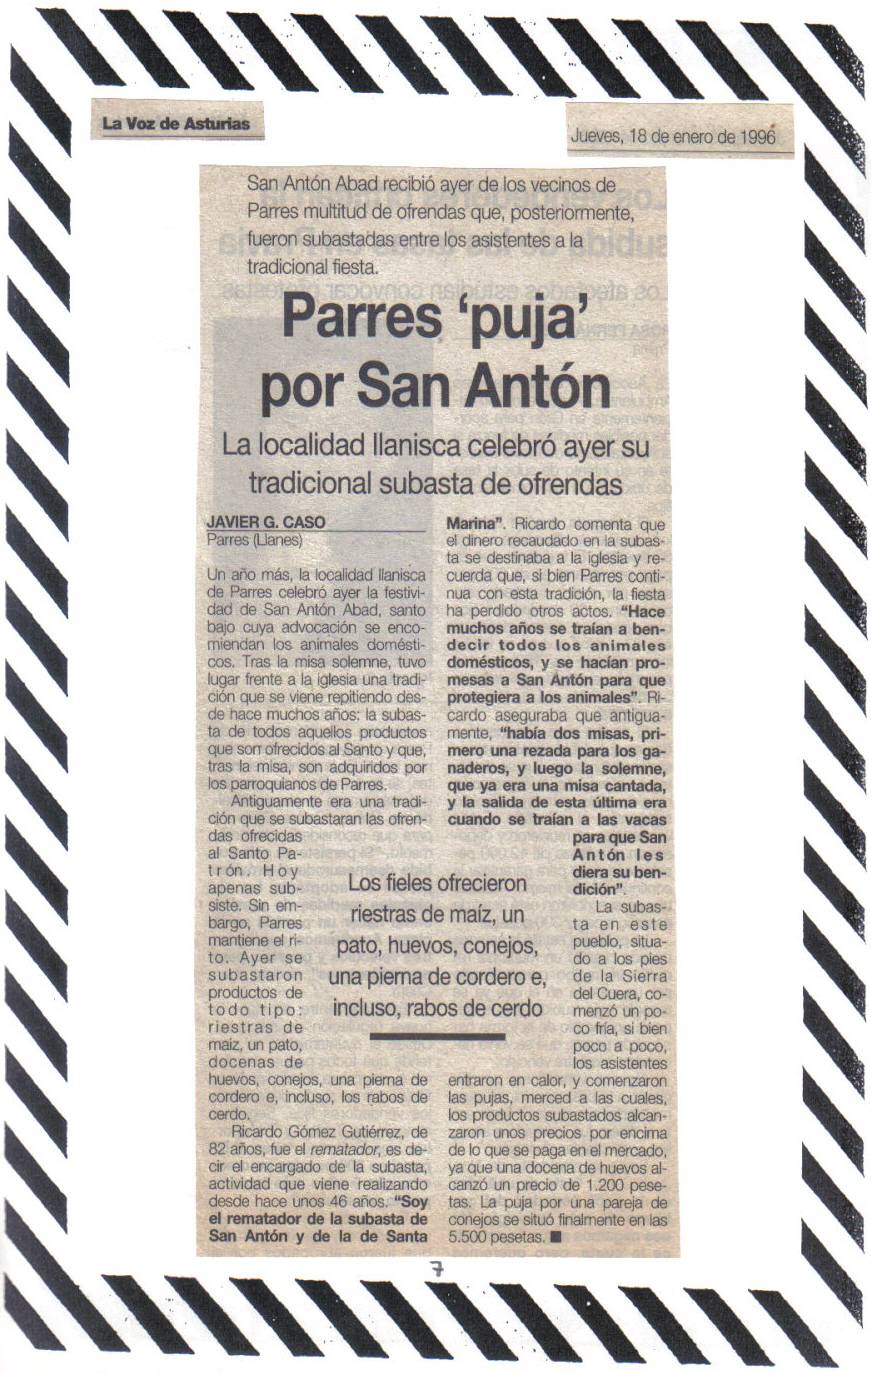 La Voz de Asturias
Jueves, 18 de enero de 1996
San Antón Abad recibió ayer de los vecinos de
Parres multitud de ofrendas que, posteriormente,
fueron subastadas entre los asistentes a la
tradicional fiesta.
Parres ‘puja’
por San Antón
La localidad llanisca celebró ayer su
tradicional subasta de ofrendas
JAVIER G. CASO
Parres (Llanes)
Un año más, la localidad llanisca
de Parres celebró ayer la festivi-
dad de San Antón Abad, santo
bajo cuya advocación se enco-
miendan los animales domésti-
cos. Tras la misa solemne, tuvo
lugar frente a la iglesia una tradi-
ción que se viene repitiendo des-
de hace muchos años: la subas-
ta de todos aquellos productos
que son ofrecidos al Santo y que,
tras la misa, son adquiridos por
los parroquianos de Parres.
Antiguamente era una tradi-
ción que se subastaran las ofren-
das ofrecidas
al Santo Pa-
trón. Hoy
apenas sub-
siste. Sin em-
bargo, Parres
mantiene el ri-
to. Ayer se
subastaron
productos de
todo tipo:
riestras de
maíz, un pato,
docenas de
huevos, conejos, una pierna de
cordero e, incluso, los rabos de
cerdo.
Ricardo Gómez Gutiérrez, de
82 años, fue el rematador, es de-
cir el encargado de la subasta,
actividad que viene realizando
desde hace unos 46 años. “Soy
el rematador de la subasta de
San Antón y de la de Santa
Los fieles ofrecieron
riestras de maíz, un
pato, huevos, conejos,
una pierna de cordero e,
incluso, rabos de cerdo
Marina”. Ricardo comenta que
el dinero recaudado en la subas-
ta se destinaba a la iglesia y re-
cuerda que, si bien Parres conti-
nua con esta tradición, la fiesta
ha perdido otros actos. “Hace
muchos años se traían a ben-
decir todos los animales
domésticos, y se hacían pro-
mesas a San Antón para que
protegiera a los animales”. Ri-
cardo aseguraba que antigua-
mente, “había dos misas, pri-
mero una rezada para los ga-
naderos, y luego la solemne,
que ya era una misa cantada,
y la salida de esta última era
cuando se traían a las vacas
para que San
Antón les
diera su ben-
dición”.
La subas-
ta en este
pueblo, situa-
do a los pies
de la Sierra
del Cuera, co-
menzó un po-
co fría, si bien
poco a poco,
los asistentes
entraron en calor, y comenzaron
las pujas, merced a las cuales,
los productos subastados alcan-
zaron unos precios por encima
de lo que se paga en el mercado,
ya que una docena de huevos al-
canzó un precio de 1.200 pese-
tas. La puja por una pareja de
conejos se situó finalmente en las
5.500 pesetas.
7